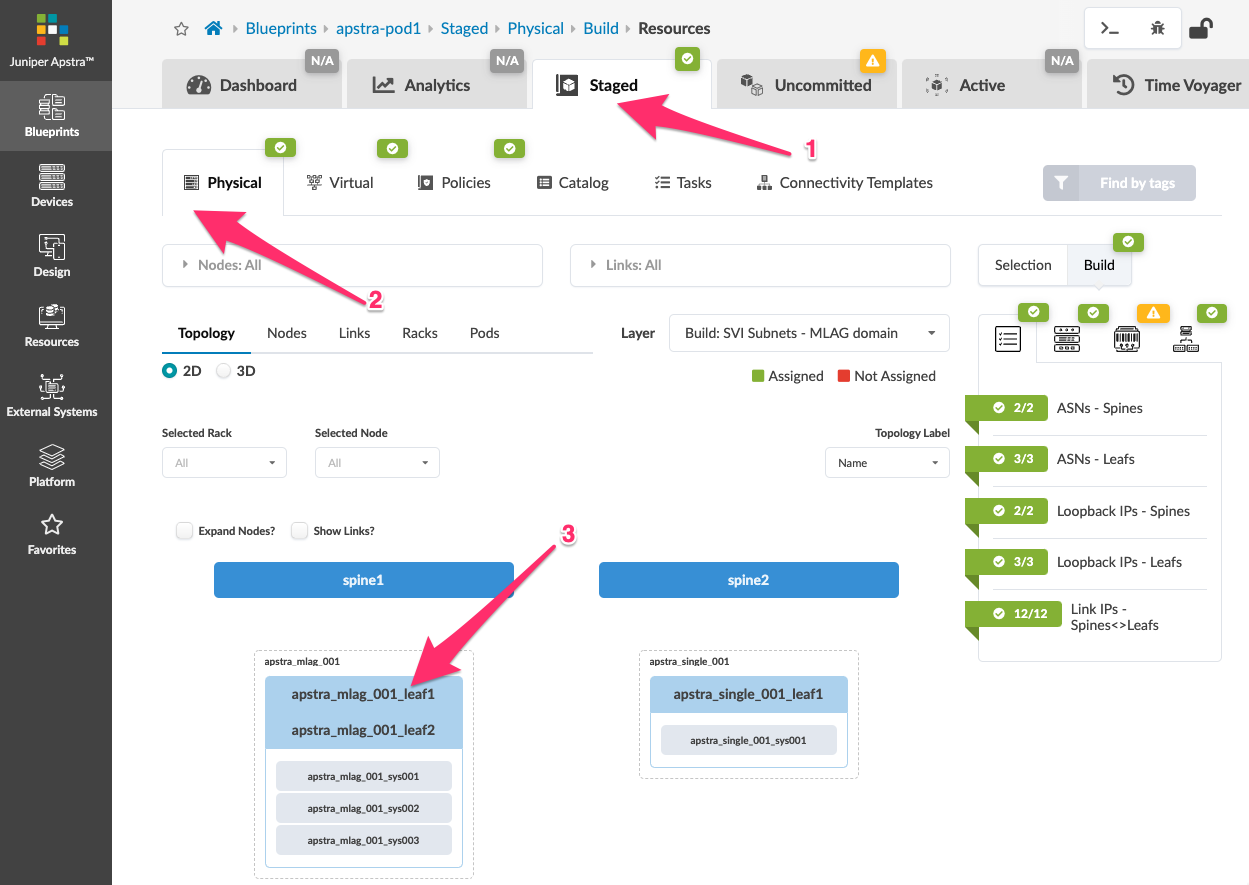 Juniper Apstra™
Blueprints
Devices
Design
Resources
External Systems
Platform
Favorites
Blueprints apstra-pod1 Staged Physical Build Resources
N/A N/A N/A
Dashboard Analytics Staged Uncommitted Active Time Voyager
1
Physical Virtual Policies Catalog Tasks Connectivity Templates Find by tags
Nodes: All Links: All Selection Build
2
Topology Nodes Links Racks Pods Layer Build: SVI Subnets - MLAG domain
2D 3D
Assigned Not Assigned
Selected Rack Selected Node Topology Label
All All Name
2/2 ASNs - Spines
3/3 ASNs - Leafs
2/2 Loopback IPs - Spines
3/3 Loopback IPs - Leafs
12/12 Link IPs -
Spines<>Leafs
Expand Nodes? Show Links?
3
spine1 spine2
apstra_mlag_001 apstra_single_001
apstra_mlag_001_leaf1 apstra_single_001_leaf1
apstra_mlag_001_leaf2
apstra_single_001_sys001
apstra_mlag_001_sys001
apstra_mlag_001_sys002
apstra_mlag_001_sys003